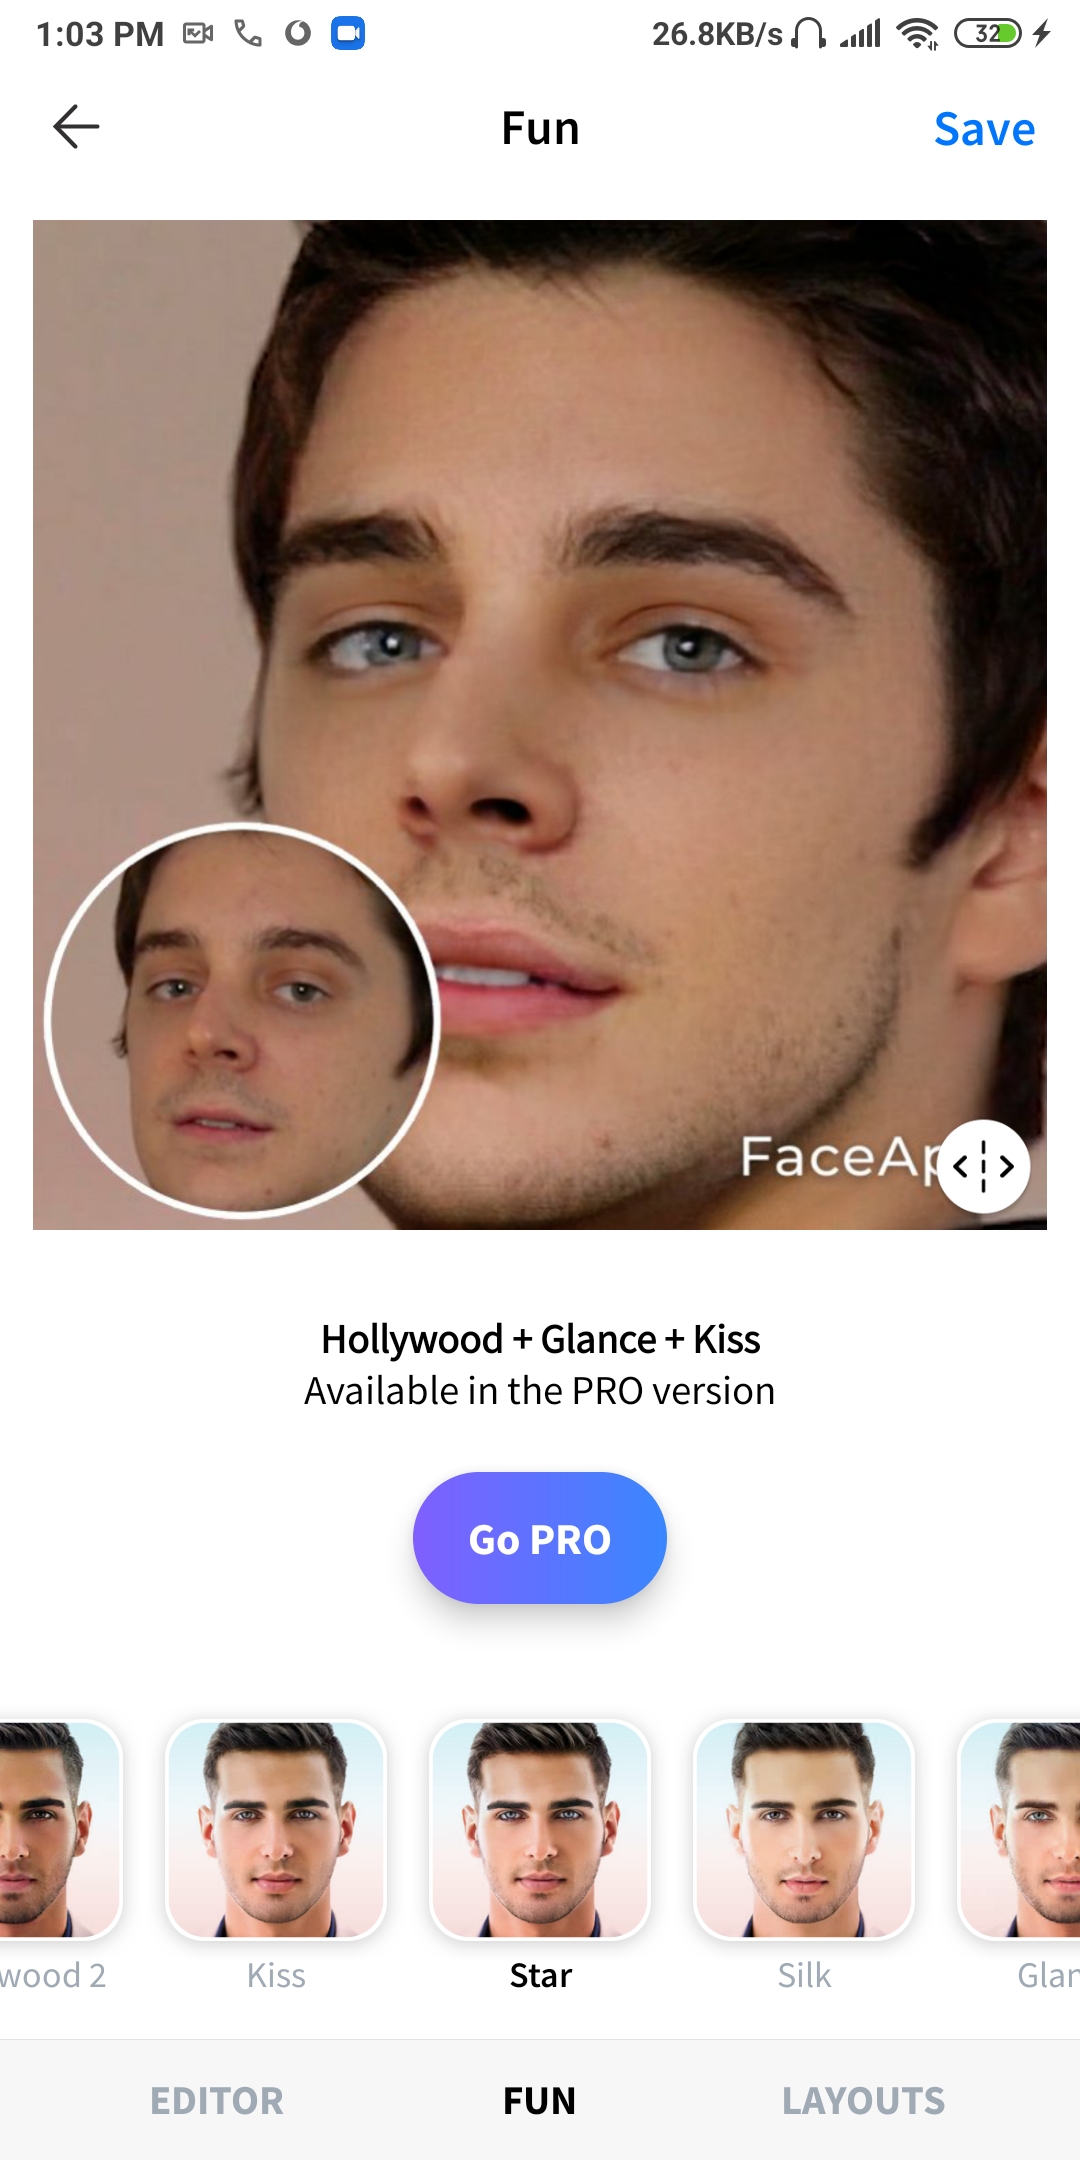 1:03 PM 26.8KB/s 32
Fun Save
FaceAp
Hollywood + Glance + Kiss
Available in the PRO version
Go PRO
wood 2 Kiss Star Silk Glan
EDITOR FUN LAYOUTS